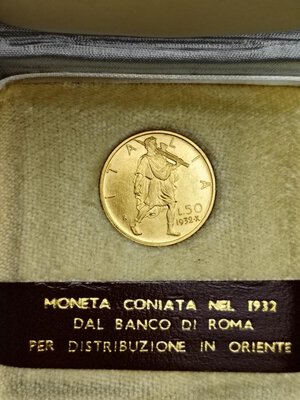 ITALIA
L.50
1932-X
R
MONETA CONIATA NEL 1932
DAL BANCO DI ROMA
PER DISTRIBUZIONE IN ORIENTE